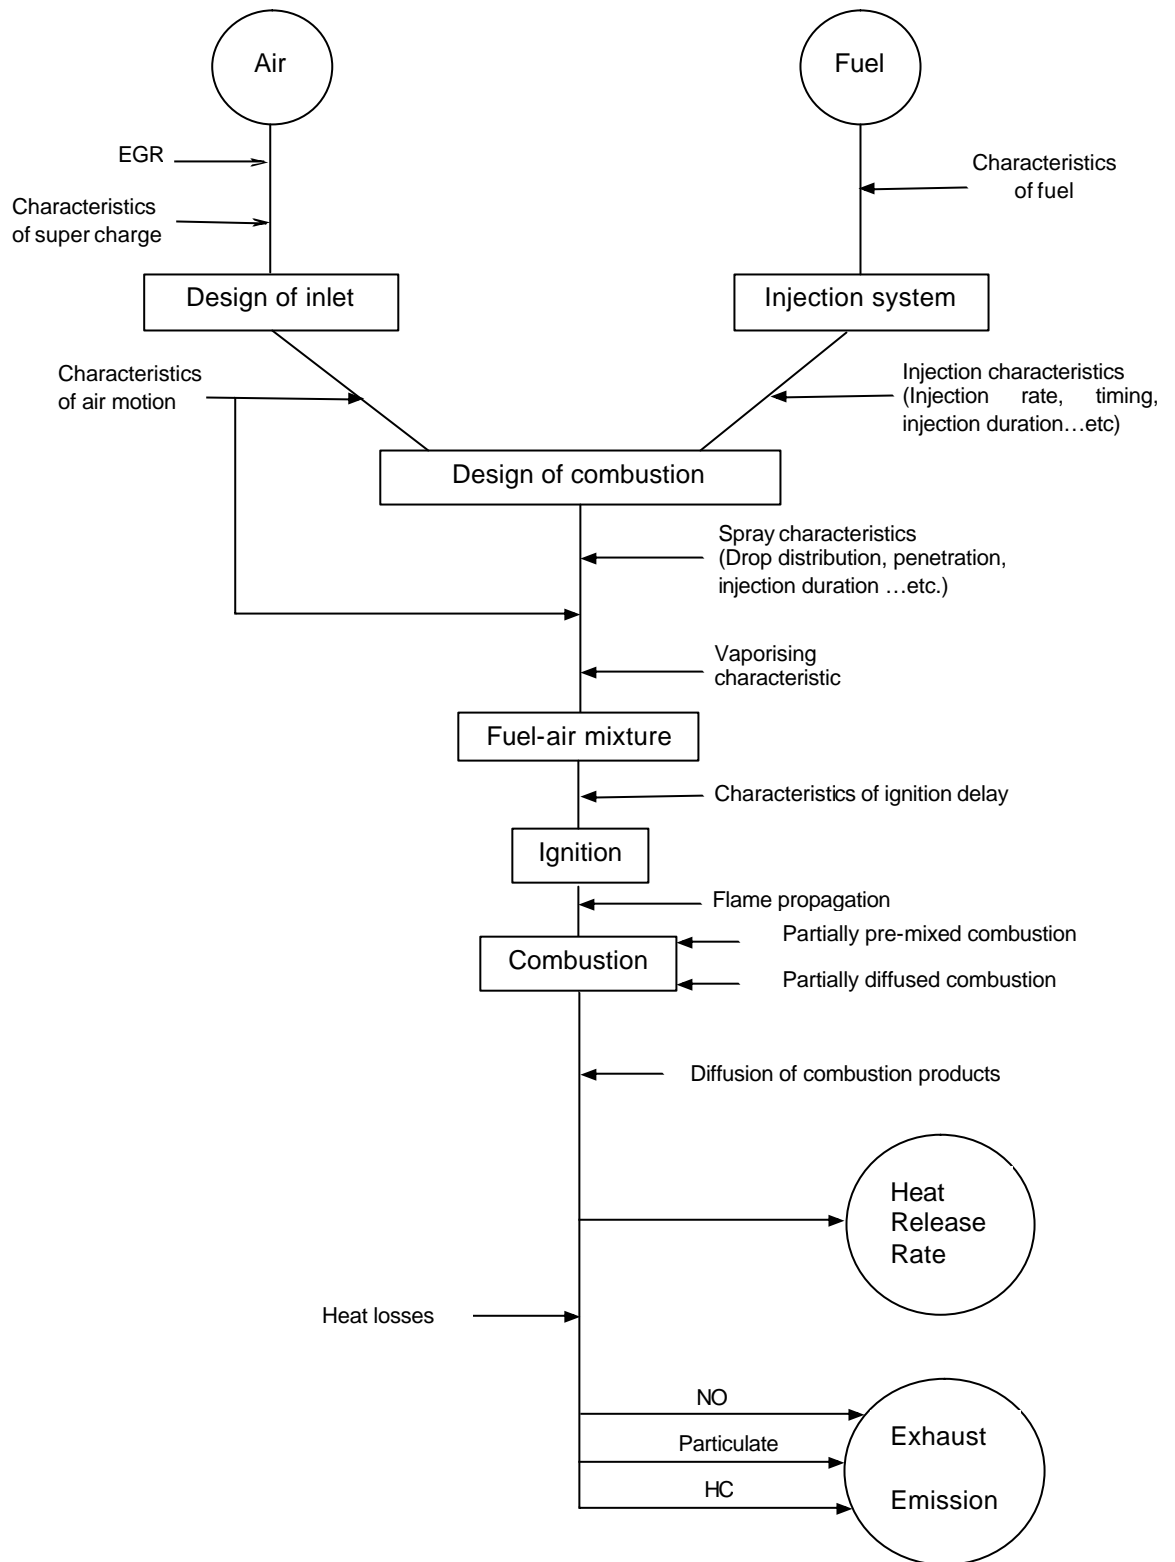 Air
Fuel
EGR
Characteristics
of fuel
Characteristics
of super charge
Design of inlet
Injection system
Characteristics
of air motion
Injection characteristics
(Injection rate, timing,
injection duration...etc)
Design of combustion
Spray characteristics
(Drop distribution, penetration,
injection duration ...etc.)
Vaporising
characteristic
Fuel-air mixture
Characteristics of ignition delay
Ignition
Flame propagation
Partially pre-mixed combustion
Combustion
Partially diffused combustion
Diffusion of combustion products
Heat
Release
Rate
Heat losses
NO
Particulate
HC
Exhaust
Emission